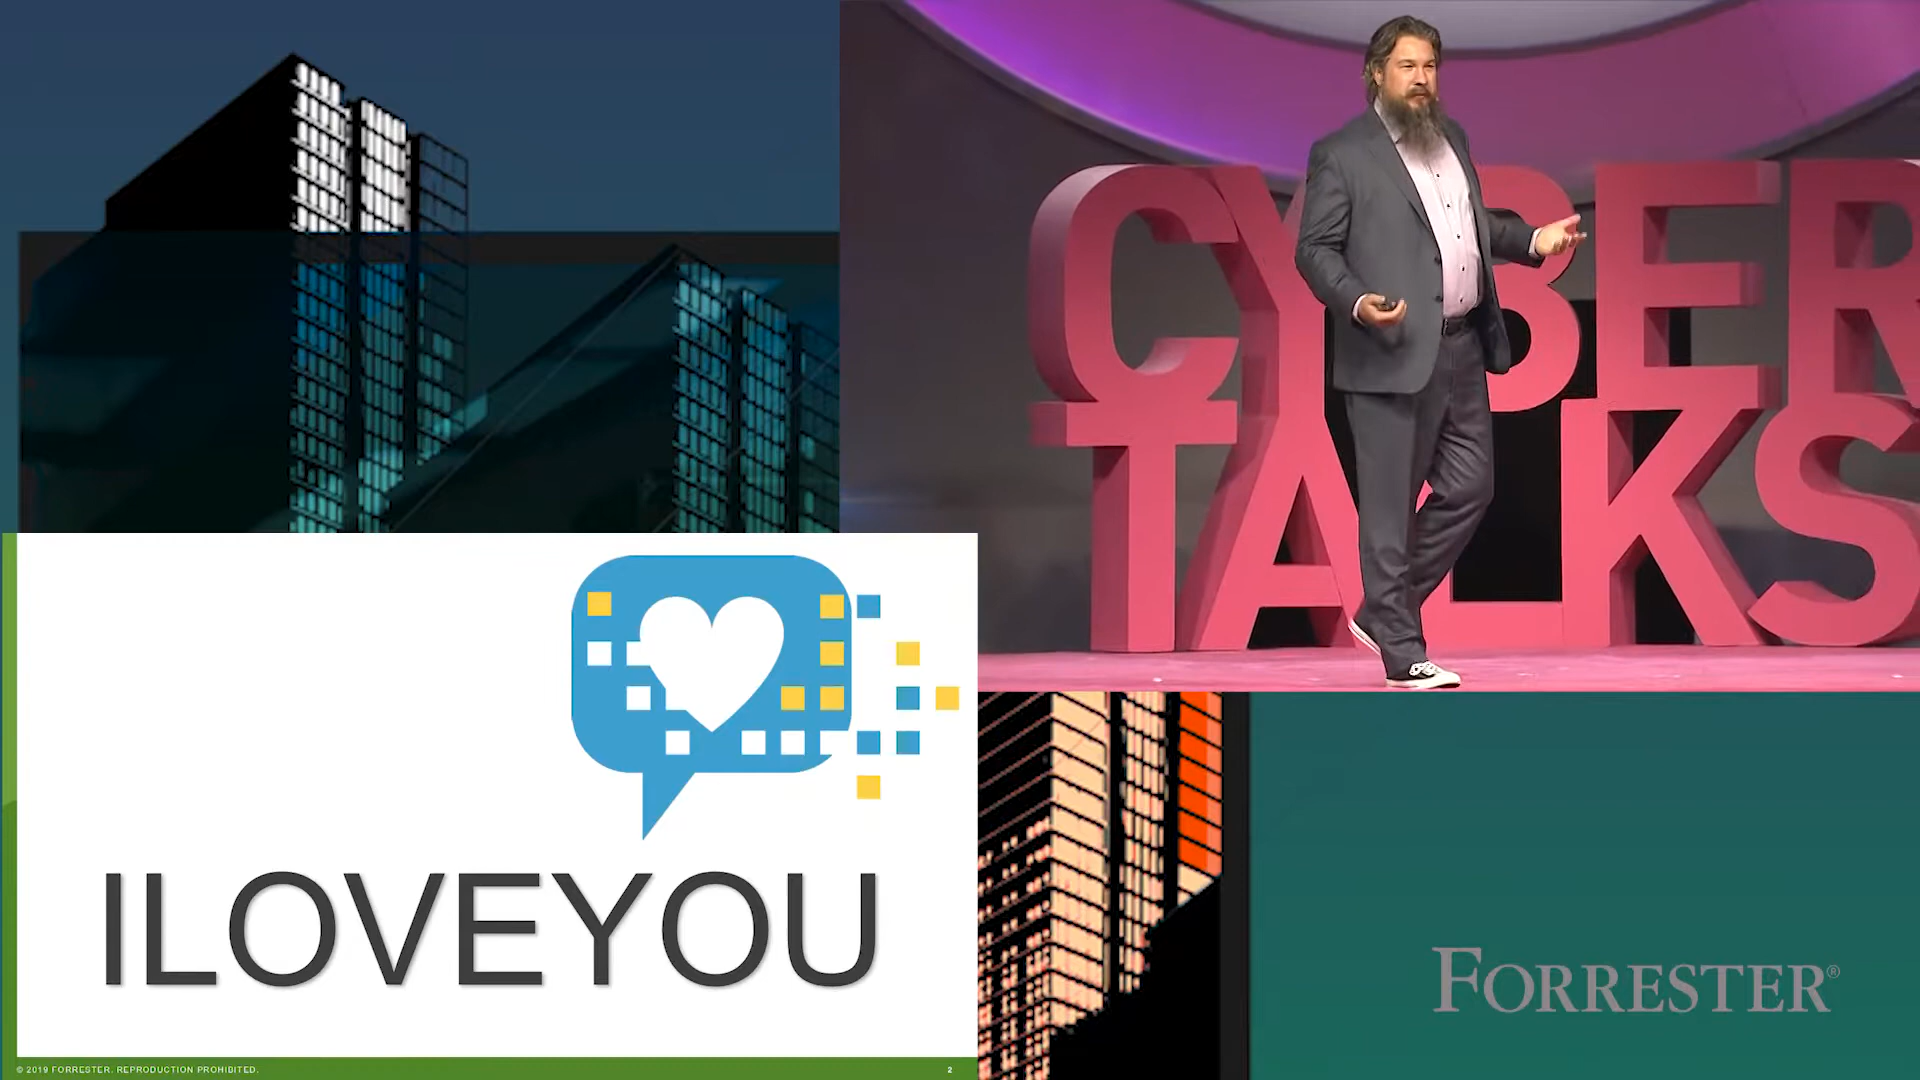 CYBER
TALKS
ILOVEYOU
FORRESTER®
© 2019 FORRESTER. REPRODUCTION PROHIBITED.
2